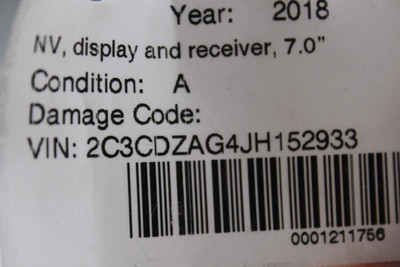 Year: 2018
NV, display and receiver, 7.0"
Condition: A
Damage Code:
VIN: 2C3CDZAG4JH152933
0001211756